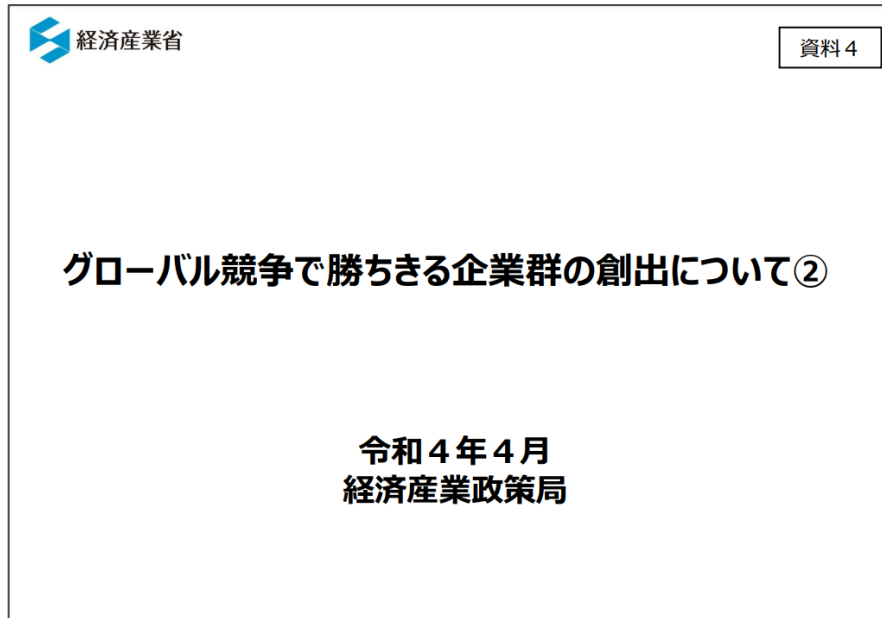 経済産業省
資料４
グローバル競争で勝ちきる企業群の創出について②
令和４年４月
経済産業政策局